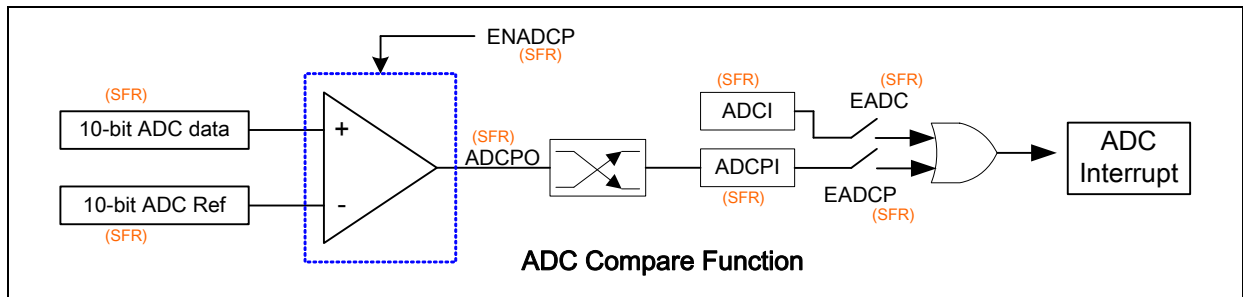 ENADCP
(SFR)
(SFR)
10-bit ADC data
+
(SFR)
ADCPO
10-bit ADC Ref
-
(SFR)
(SFR)
ADCI
(SFR)
EADC
ADCPI
(SFR)
EADCP
(SFR)
ADC
Interrupt
ADC Compare Function